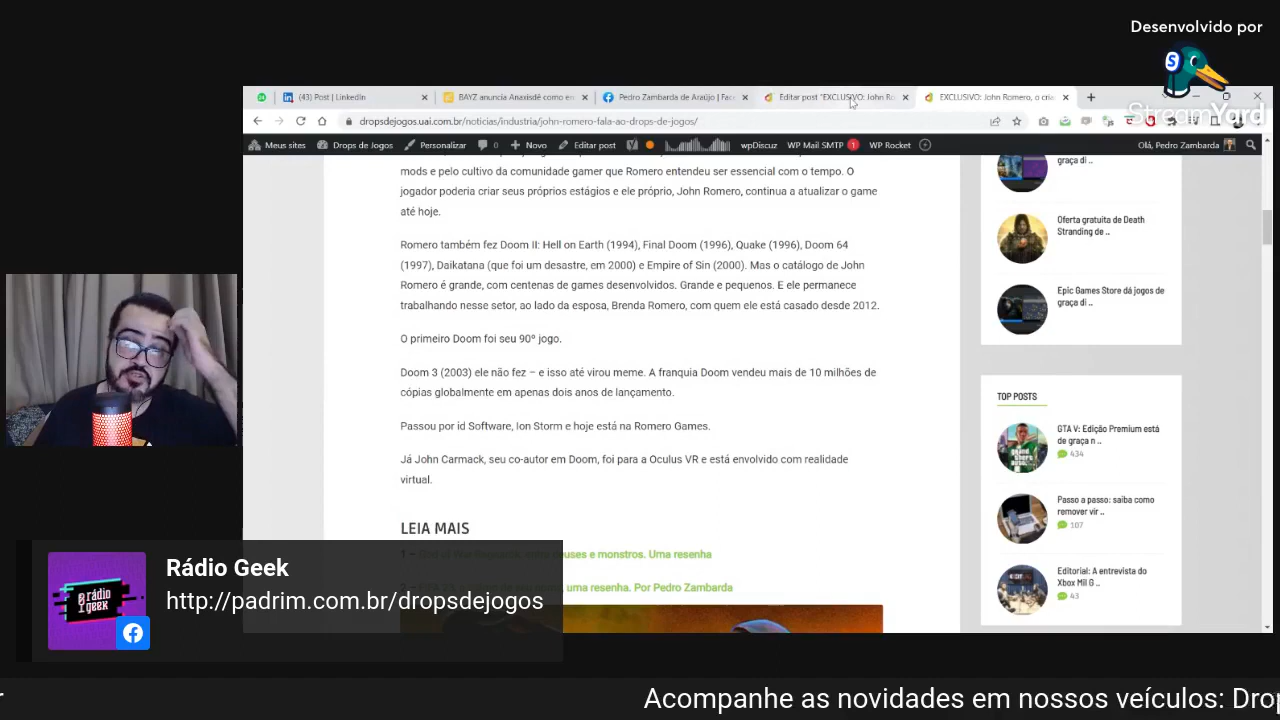 Desenvolvido por
StreamYard
(43) Post | LinkedIn
BAYZ anuncia Anaxisdê como es
Pedro Zambarda de Araújo | Fac
Editar post "EXCLUSIVO: John Ro
EXCLUSIVO: John Romero, o cria
dropsdejogos.uai.com.br/noticias/industria/john-romero-fala-ao-drops-de-jogos/
Meus sites
Drops de Jogos
Personalizar
0
Novo
Editar post
wpDiscuz
WP Mail SMTP 1
WP Rocket
Olá, Pedro Zambarda
mods e pelo cultivo da comunidade gamer que Romero entendeu ser essencial com o tempo. O
jogador poderia criar seus próprios estágios e ele próprio, John Romero, continua a atualizar o game
até hoje.
Romero também fez Doom II: Hell on Earth (1994), Final Doom (1996), Quake (1996), Doom 64
(1997), Daikatana (que foi um desastre, em 2000) e Empire of Sin (2000). Mas o catálogo de John
Romero é grande, com centenas de games desenvolvidos. Grande e pequenos. E ele permanece
trabalhando nesse setor, ao lado da esposa, Brenda Romero, com quem ele está casado desde 2012.
O primeiro Doom foi seu 90º jogo.
Doom 3 (2003) ele não fez – e isso até virou meme. A franquia Doom vendeu mais de 10 milhões de
cópias globalmente em apenas dois anos de lançamento.
Passou por id Software, Ion Storm e hoje está na Romero Games.
Já John Carmack, seu co-autor em Doom, foi para a Oculus VR e está envolvido com realidade
virtual.
LEIA MAIS
1 –
euses e monstros. Uma resenha
, uma resenha. Por Pedro Zambarda
graça di ..
Oferta gratuita de Death
Stranding de ..
Epic Games Store dá jogos de
graça di ..
TOP POSTS
GTA V: Edição Premium está
de graça n ..
434
Passo a passo: saiba como
remover vir ..
107
Editorial: A entrevista do
Xbox Mil G ..
43
rádio
geek
Rádio Geek
http://padrim.com.br/dropsdejogos
r
Acompanhe as novidades em nossos veículos: Drop